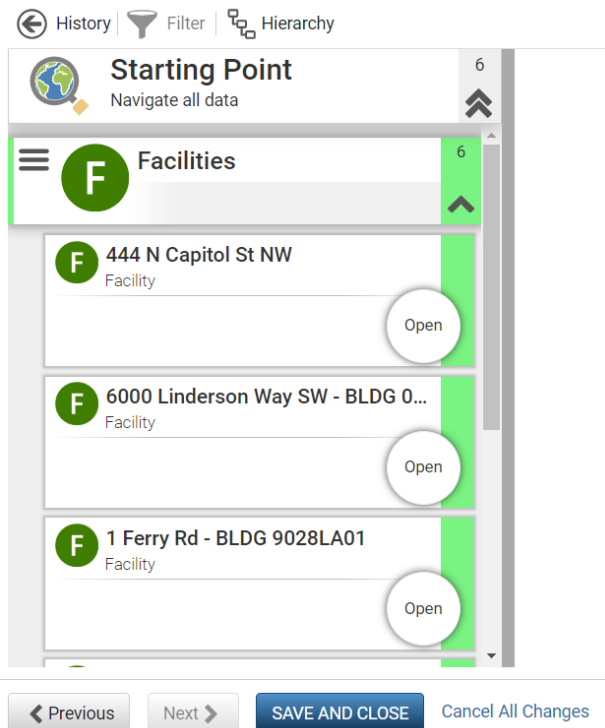 History Filter Hierarchy
Starting Point 6
Navigate all data
F Facilities 6
F 444 N Capitol St NW
Facility
Open
F 6000 Linderson Way SW - BLDG 0...
Facility
Open
F 1 Ferry Rd - BLDG 9028LA01
Facility
Open
Previous Next SAVE AND CLOSE Cancel All Changes